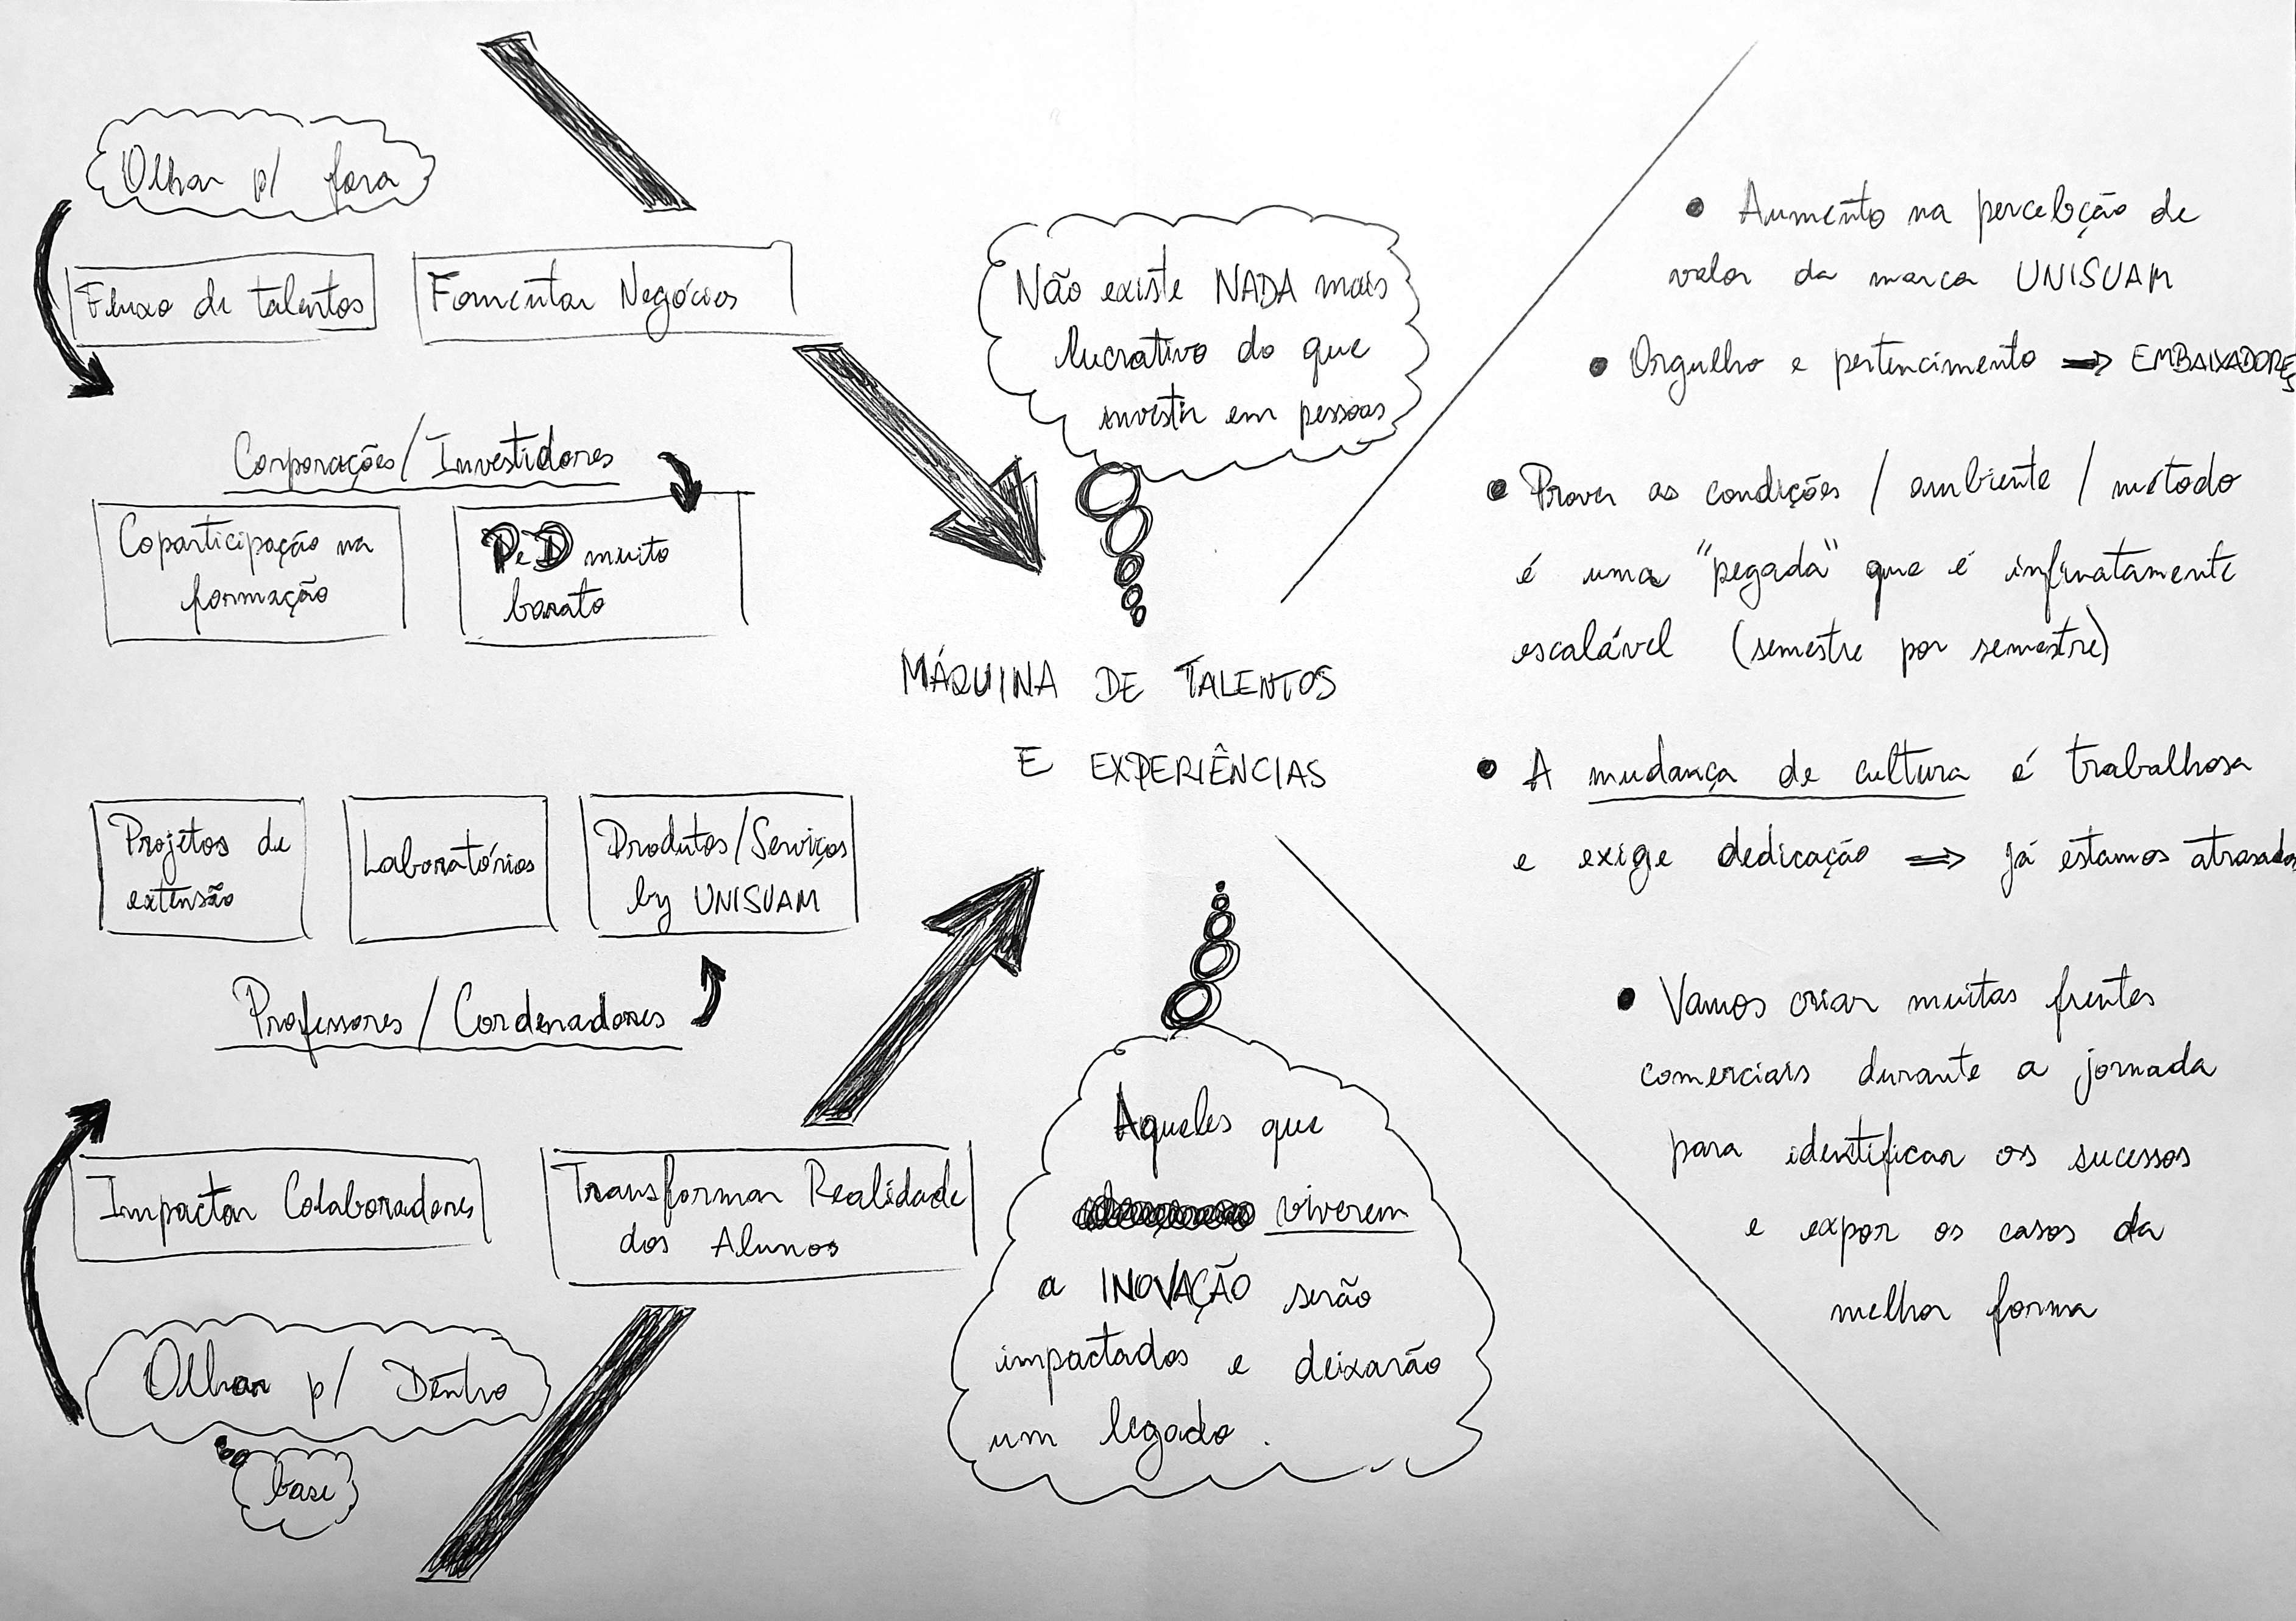 Olhar p/ fora
Fluxo de talentos
Fomentar Negócios
Corporações/Investidores
Coparticipação na
formação
PeD muito
barato
Projetos de
extensão
Laboratórios
Produtos/Serviços
by UNISUAM
Professores/Cordenadores
Impactar Colaboradores
Transformar Realidade
dos Alunos
Olhar p/ Dentro
base
Não existe NADA mais
lucrativo do que
investir em pessoas
MÁQUINA DE TALENTOS
E EXPERIÊNCIAS
Aqueles que
viverem
a INOVAÇÃO serão
impactados e deixarão
um legado.
• Aumento na percebção de
valor da marca UNISUAM
• Orgulho e pertencimento ⇒ EMBAIXADORES
• Prover as condições / ambiente / método
é uma "pegada" que é infinatamente
escalável (semestre por semestre)
• A mudança de cultura é trabalhosa
e exige dedicação ⇒ já estamos atrasados
• Vamos criar muitas frentes
comerciais durante a jornada
para identificar os sucessos
e expor os casos da
melhor forma